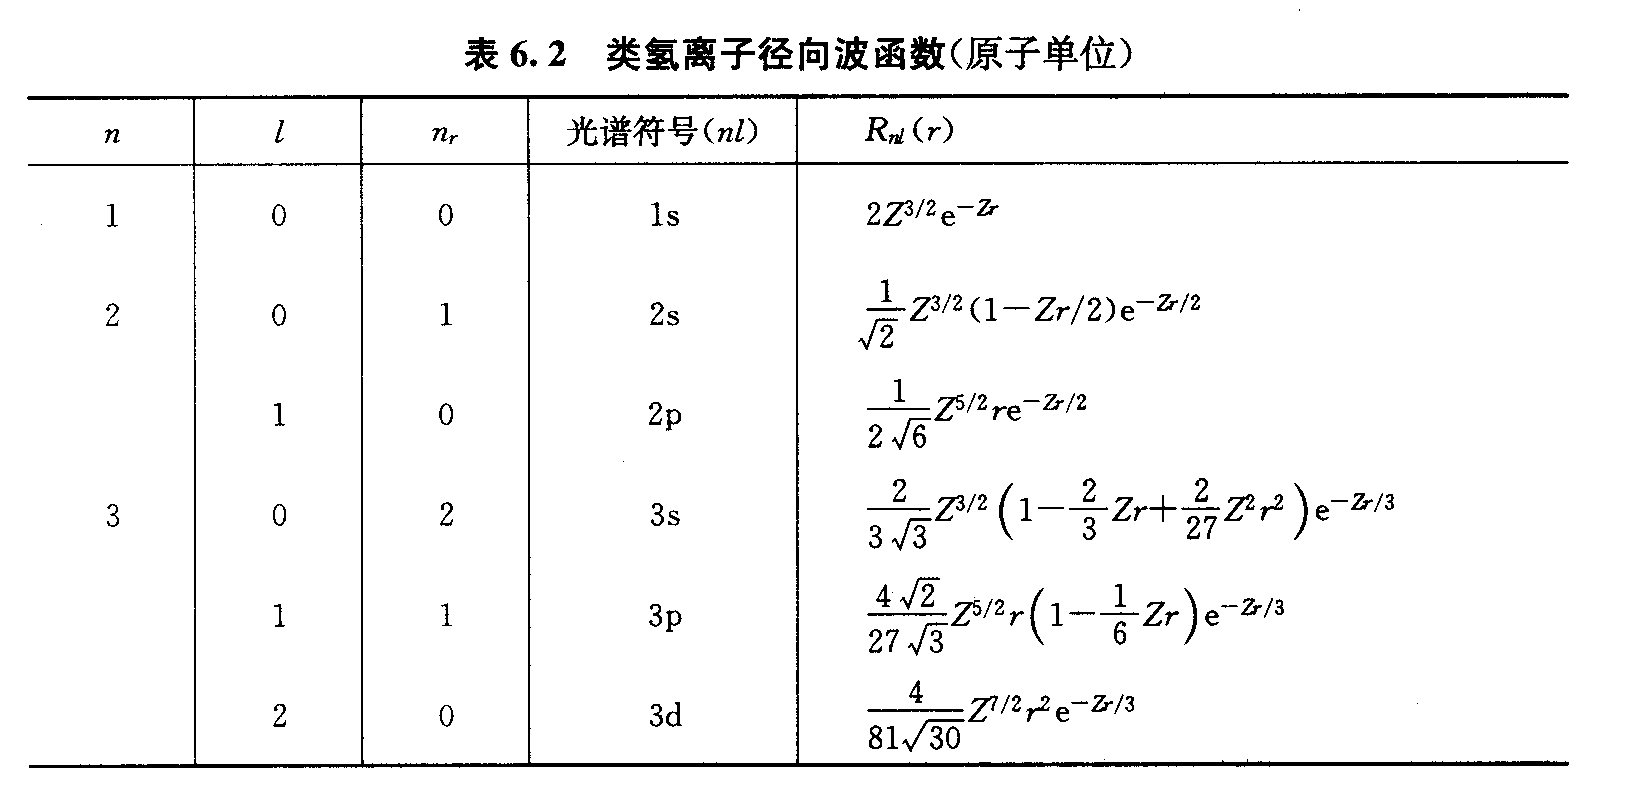 表 6.2 类氢离子径向波函数(原子单位)
n l n_r 光谱符号(nl) R_{nl}(r)
1 0 0 1s 2Z^{3/2}e^{-Zr}
2 0 1 2s \frac{1}{\sqrt{2}}Z^{3/2}(1-Zr/2)e^{-Zr/2}
1 0 2p \frac{1}{2\sqrt{6}}Z^{5/2}re^{-Zr/2}
3 0 2 3s \frac{2}{3\sqrt{3}}Z^{3/2}\left(1-\frac{2}{3}Zr+\frac{2}{27}Z^2r^2\right)e^{-Zr/3}
1 1 3p \frac{4\sqrt{2}}{27\sqrt{3}}Z^{5/2}r\left(1-\frac{1}{6}Zr\right)e^{-Zr/3}
2 0 3d \frac{4}{81\sqrt{30}}Z^{7/2}r^2e^{-Zr/3}